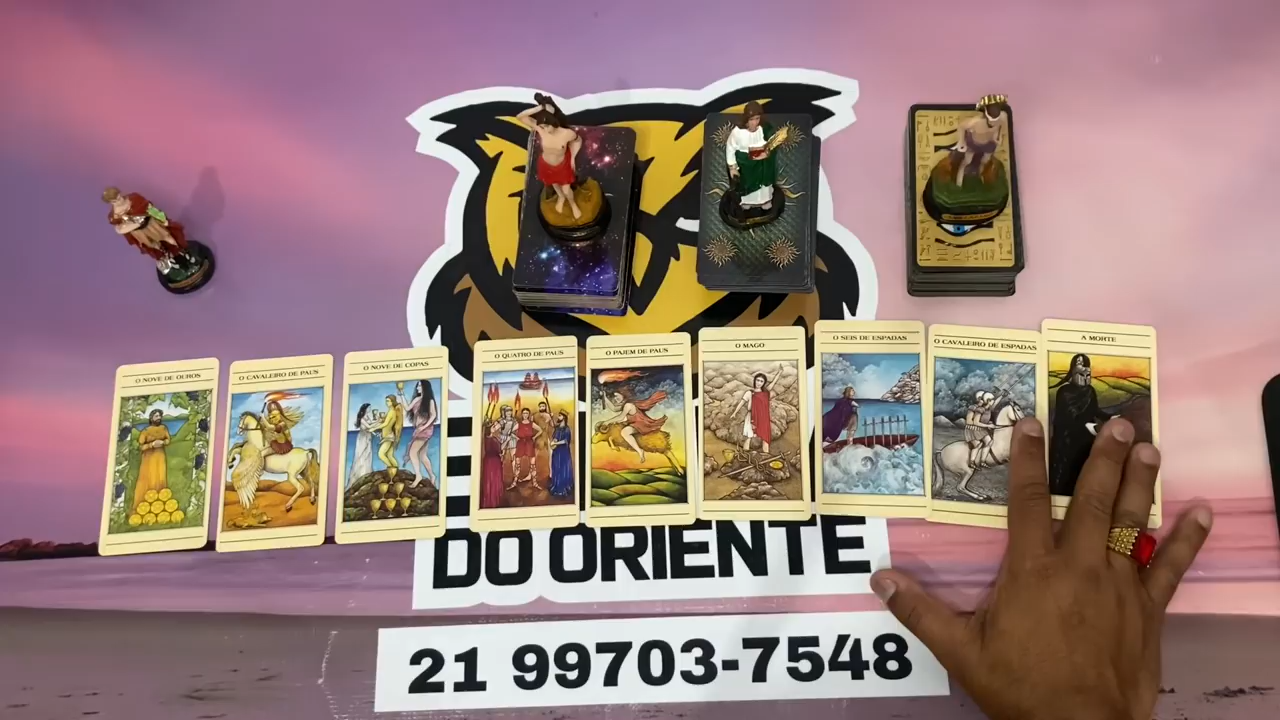 O NOVE DE OUROS
O CAVALEIRO DE PAUS
O NOVE DE COPAS
O QUATRO DE PAUS
O PAJEM DE PAUS
O MAGO
O SEIS DE ESPADAS
O CAVALEIRO DE ESPADAS
A MORTE
DO ORIENTE
21 99703-7548